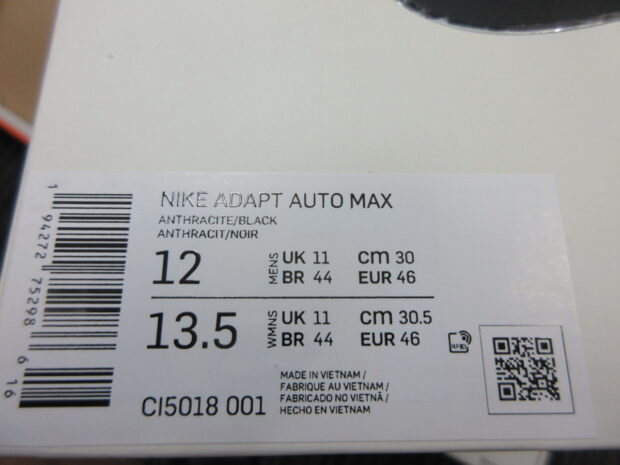 NIKE ADAPT AUTO MAX
ANTHRACITE/BLACK
ANTHRACIT/NOIR
12 MENS UK 11 cm 30
BR 44 EUR 46
13.5 WMNS UK 11 cm 30.5
BR 44 EUR 46
RFID
CI5018 001
MADE IN VIETNAM /
FABRIQUE AU VIETNAM /
FABRICADO NO VIETNÃ /
HECHO EN VIETNAM
1 94272 75298 6 16